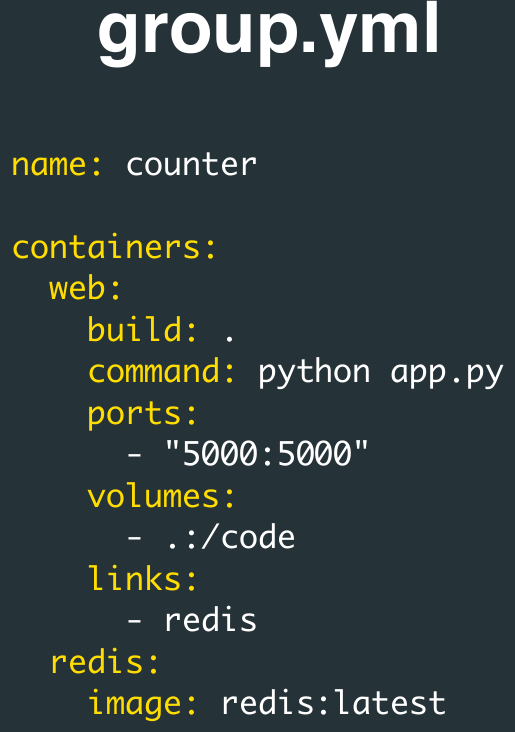 group.yml
name: counter
containers:
  web:
    build: .
    command: python app.py
    ports:
      - "5000:5000"
    volumes:
      - .:/code
    links:
      - redis
  redis:
    image: redis:latest